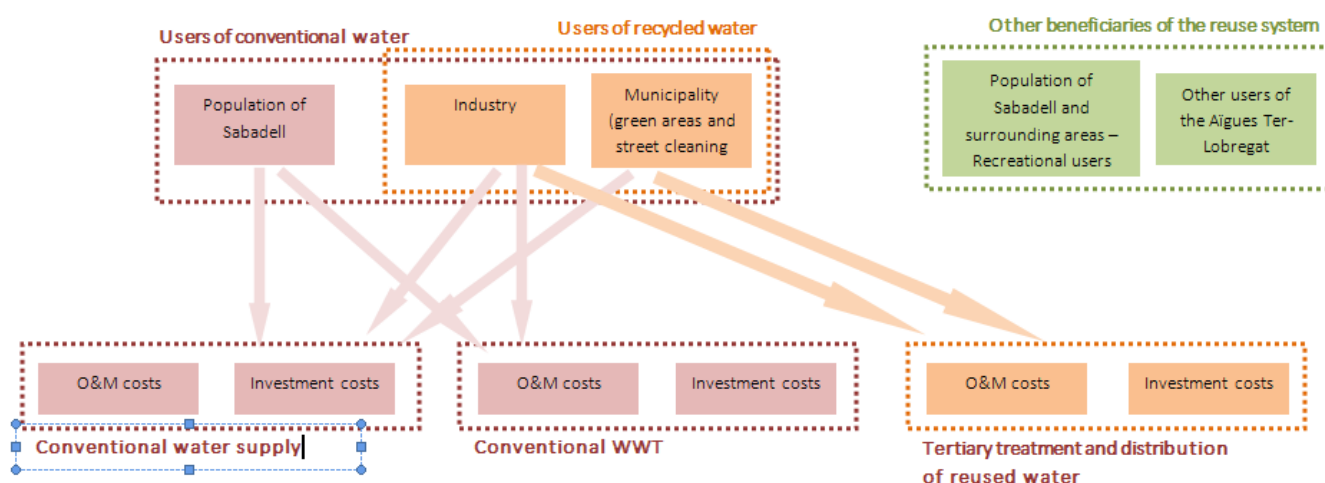 Users of conventional water
Users of recycled water
Other beneficiaries of the reuse system
Population of
Sabadell
Industry
Municipality
(green areas and
street cleaning
Population of
Sabadell and
surrounding areas –
Recreational users
Other users of
the Aïgues Ter-
Lobregat
O&M costs
Investment costs
Conventional water supply
O&M costs
Investment costs
Conventional WWT
O&M costs
Investment costs
Tertiary treatment and distribution
of reused water